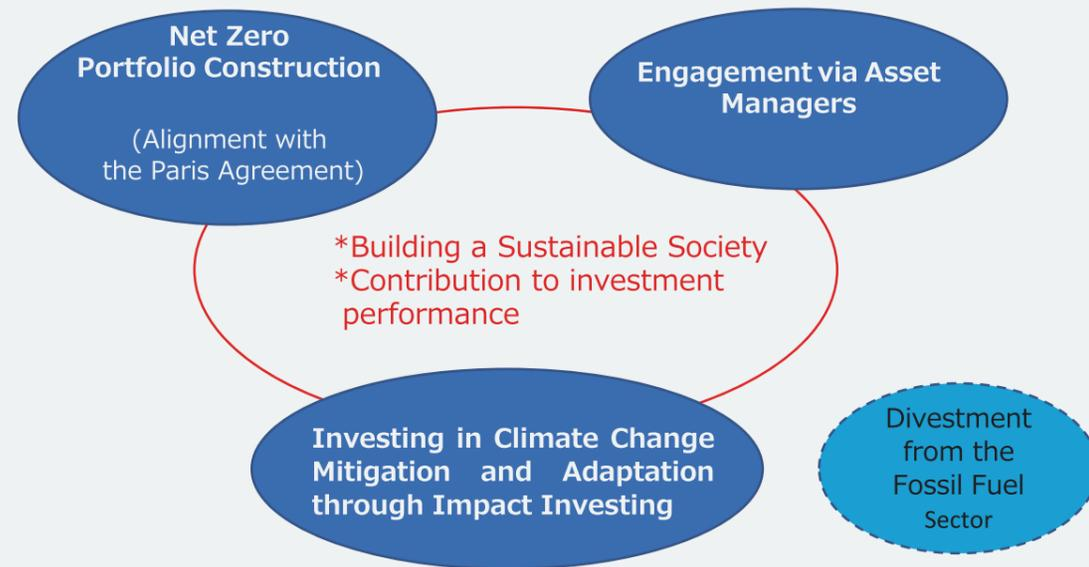 Net Zero
Portfolio Construction
(Alignment with
the Paris Agreement)
Engagement via Asset
Managers
*Building a Sustainable Society
*Contribution to investment
performance
Investing in Climate Change
Mitigation and Adaptation
through Impact Investing
Divestment
from the
Fossil Fuel
Sector